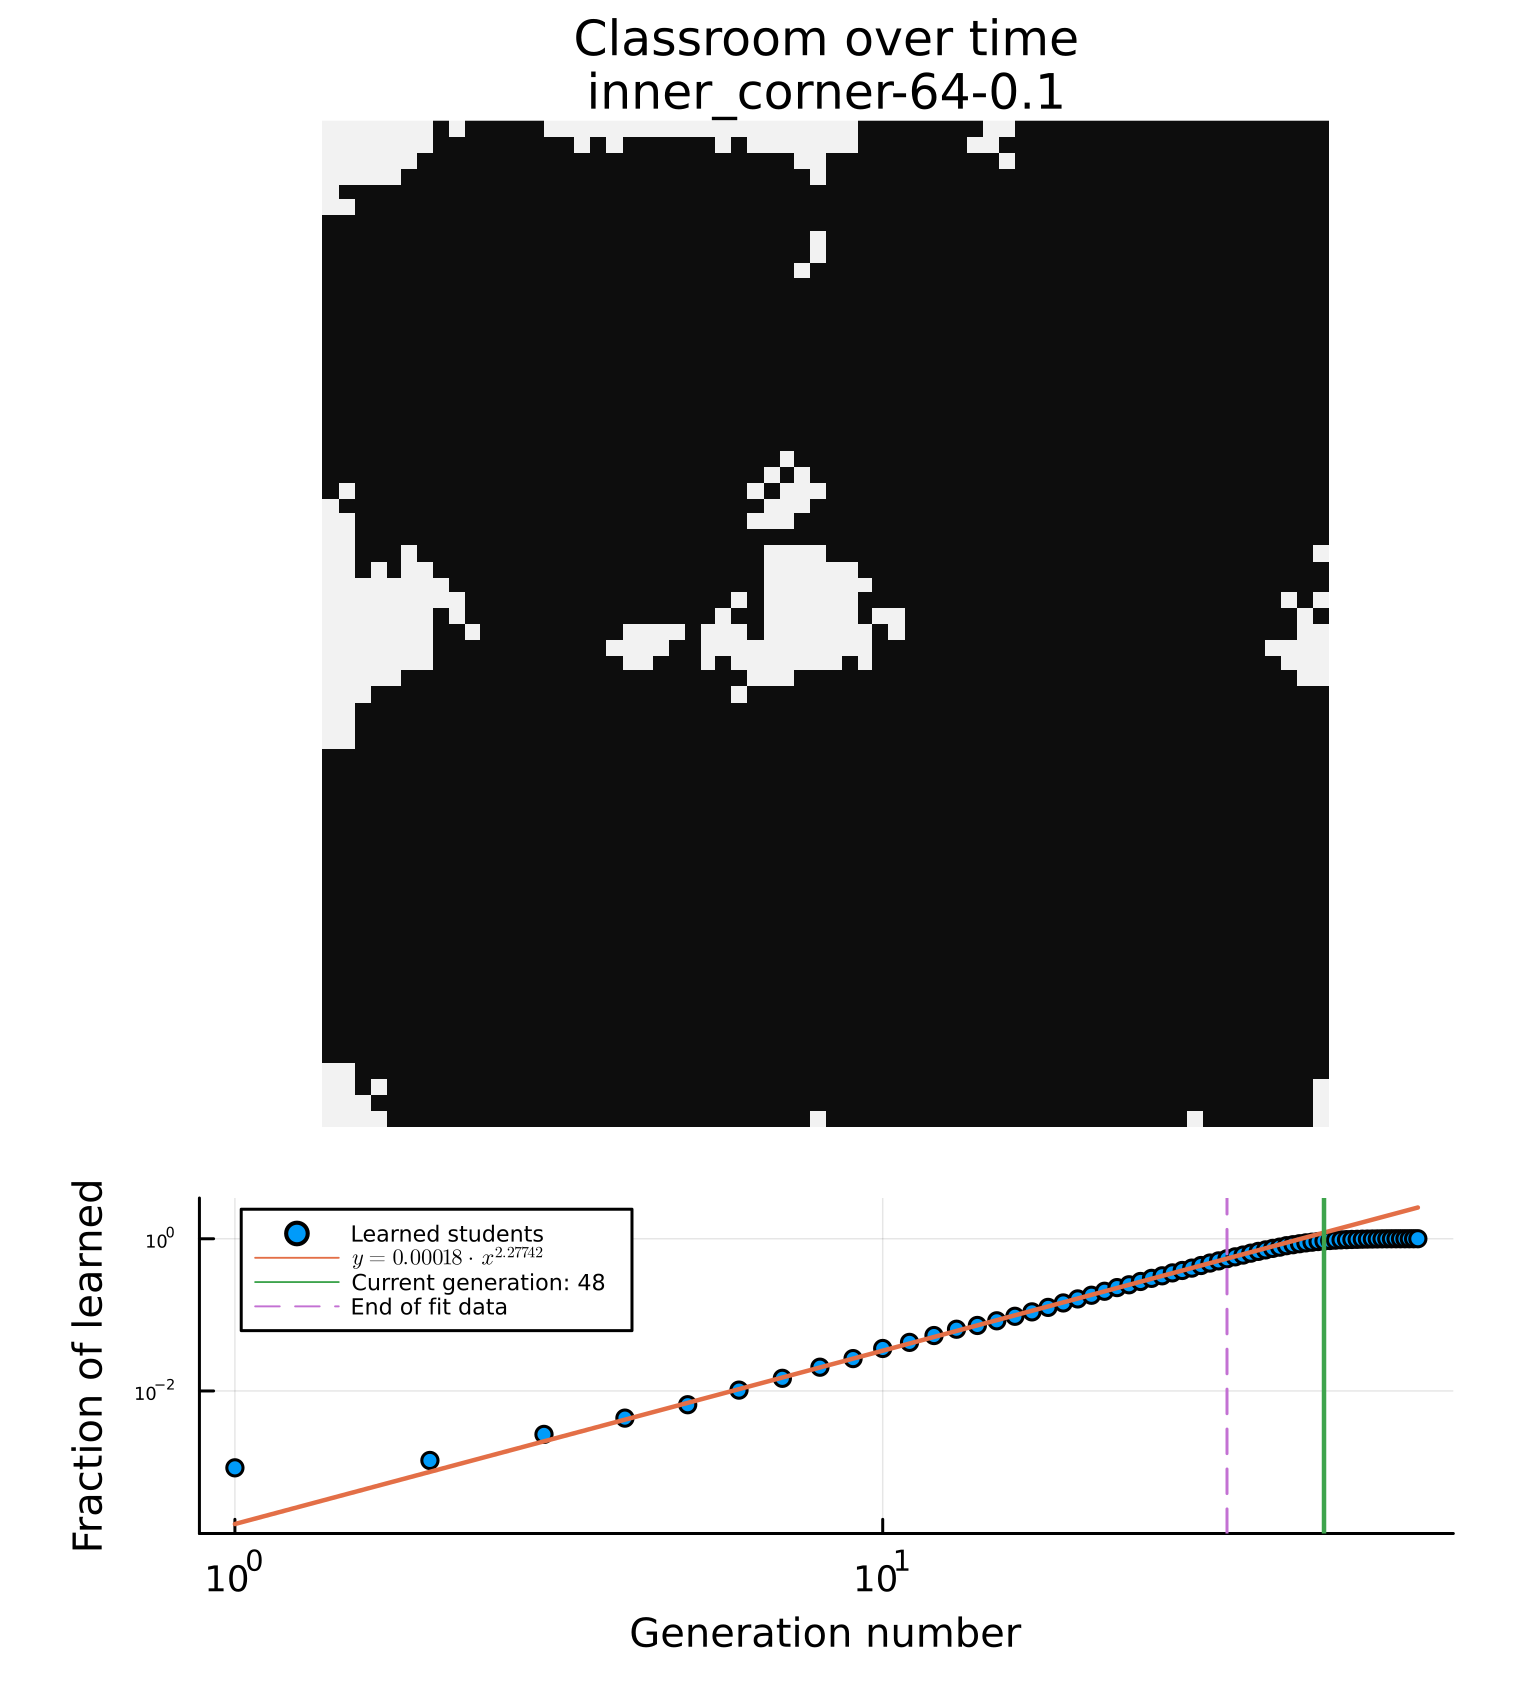 Classroom over time
inner_corner-64-0.1
Fraction of learned
10^0
10^-2
Learned students
y = 0.00018 · x^2.27742
Current generation: 48
End of fit data
10^0
10^1
Generation number